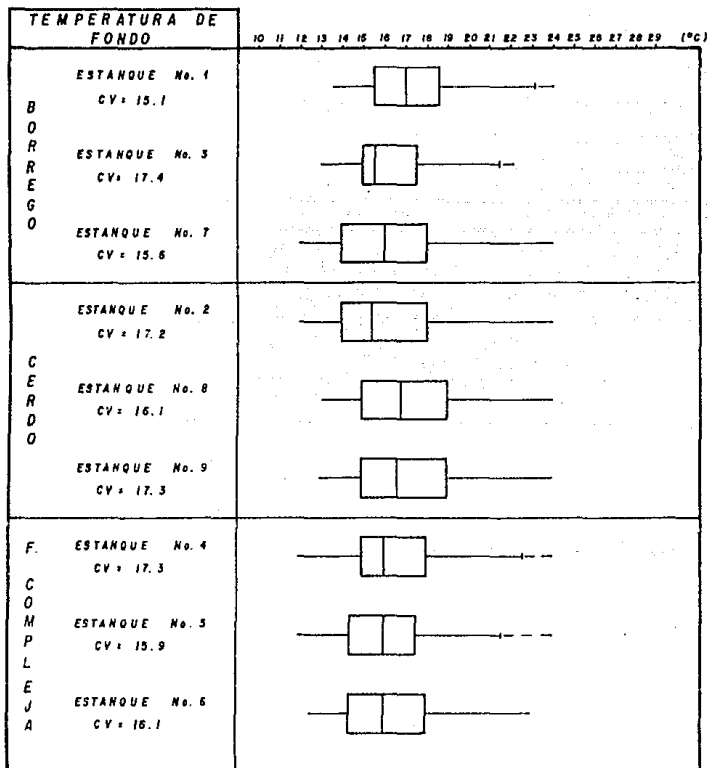 TEMPERATURA DE
FONDO
10 11 12 13 14 15 16 17 18 19 20 21 22 23 24 25 26 27 28 29 (°C)
BORREGO
ESTANQUE No. 1
CV= 15.1
ESTANQUE No. 3
CV= 17.4
ESTANQUE No. 7
CV= 15.6
CERDO
ESTANQUE No. 2
CV= 17.2
ESTANQUE No. 8
CV= 16.1
ESTANQUE No. 9
CV= 17.3
F. COMPLEJA
ESTANQUE No. 4
CV= 17.3
ESTANQUE No. 5
CV= 15.9
ESTANQUE No. 6
CV= 16.1